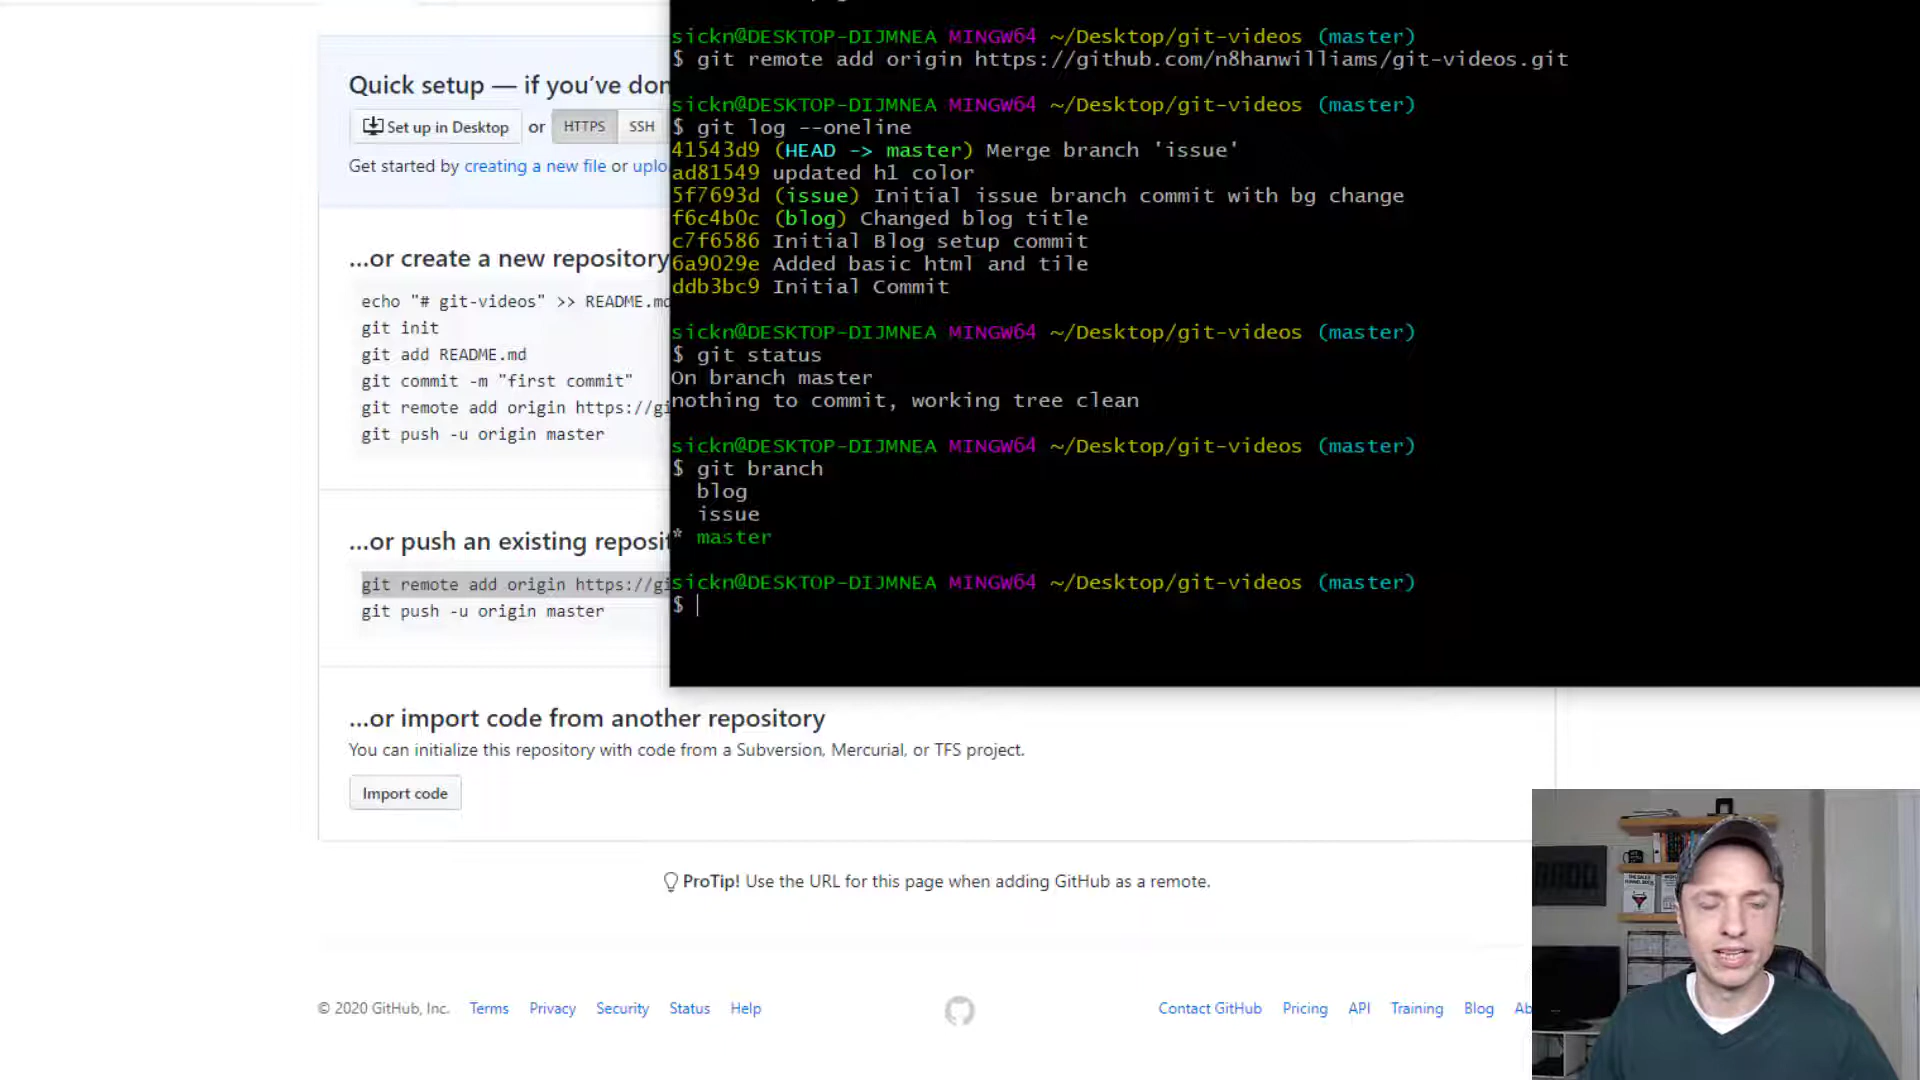 Quick setup — if you've don
Set up in Desktop or HTTPS SSH
Get started by creating a new file or uplo
...or create a new repository
echo "# git-videos" >> README.md
git init
git add README.md
git commit -m "first commit"
git remote add origin https://gi
git push -u origin master
...or push an existing reposit
git remote add origin https://gi
git push -u origin master
sickn@DESKTOP-DIJMNEA MINGW64 ~/Desktop/git-videos (master)
$ git remote add origin https://github.com/n8hanwilliams/git-videos.git
sickn@DESKTOP-DIJMNEA MINGW64 ~/Desktop/git-videos (master)
$ git log --oneline
41543d9 (HEAD -> master) Merge branch 'issue'
ad81549 updated h1 color
5f7693d (issue) Initial issue branch commit with bg change
f6c4b0c (blog) Changed blog title
c7f6586 Initial Blog setup commit
6a9029e Added basic html and tile
ddb3bc9 Initial Commit
sickn@DESKTOP-DIJMNEA MINGW64 ~/Desktop/git-videos (master)
$ git status
On branch master
nothing to commit, working tree clean
sickn@DESKTOP-DIJMNEA MINGW64 ~/Desktop/git-videos (master)
$ git branch
blog
issue
* master
sickn@DESKTOP-DIJMNEA MINGW64 ~/Desktop/git-videos (master)
$
...or import code from another repository
You can initialize this repository with code from a Subversion, Mercurial, or TFS project.
Import code
ProTip! Use the URL for this page when adding GitHub as a remote.
© 2020 GitHub, Inc. Terms Privacy Security Status Help
Contact GitHub Pricing API Training Blog Ab